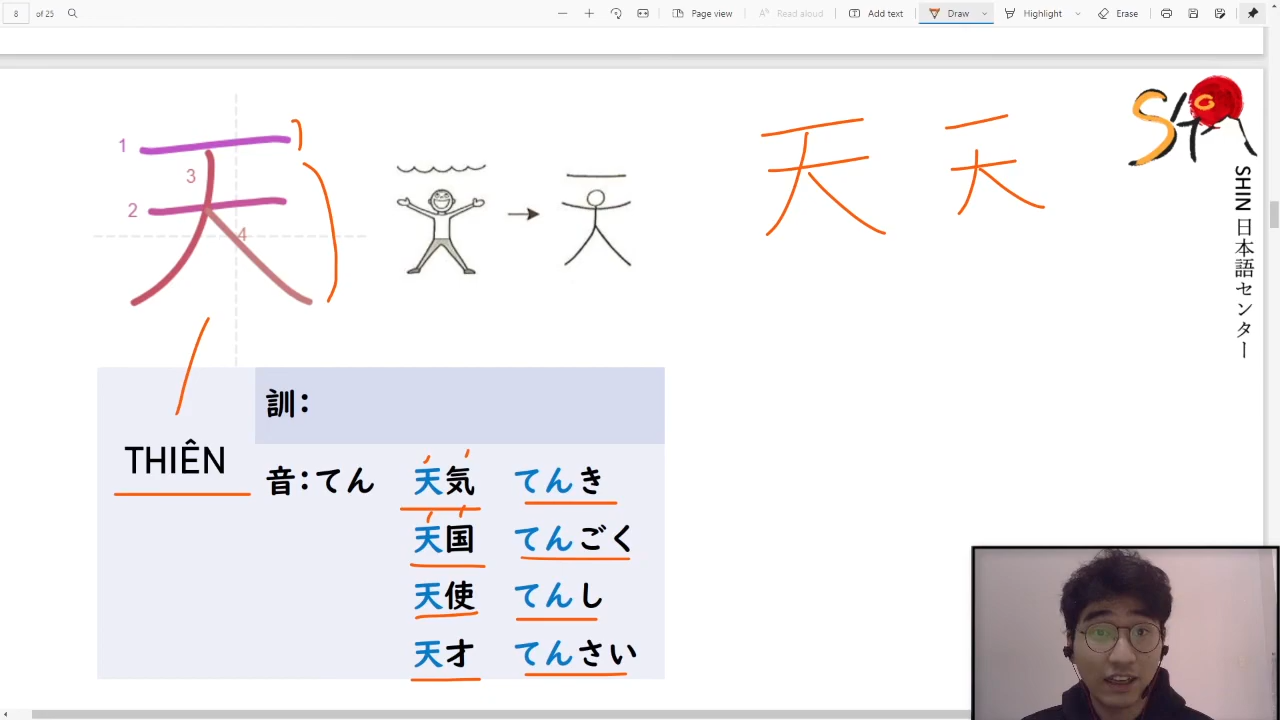 8 of 25 Page view Read aloud Add text Draw Highlight Erase
1
3
2
4
天 天
Shin
SHIN 日本語センター
THIÊN
訓：
音：てん 天気 てんき
天国 てんごく
天使 てんし
天才 てんさい